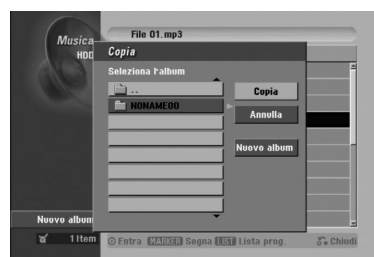 Musica
HDD
File 01.mp3
Copia
Seleziona l'album
..
NONAME00
Copia
Annulla
Nuovo album
Nuovo album
1 Item
Entra MARKER Segna LIST Lista prog. Chiudi